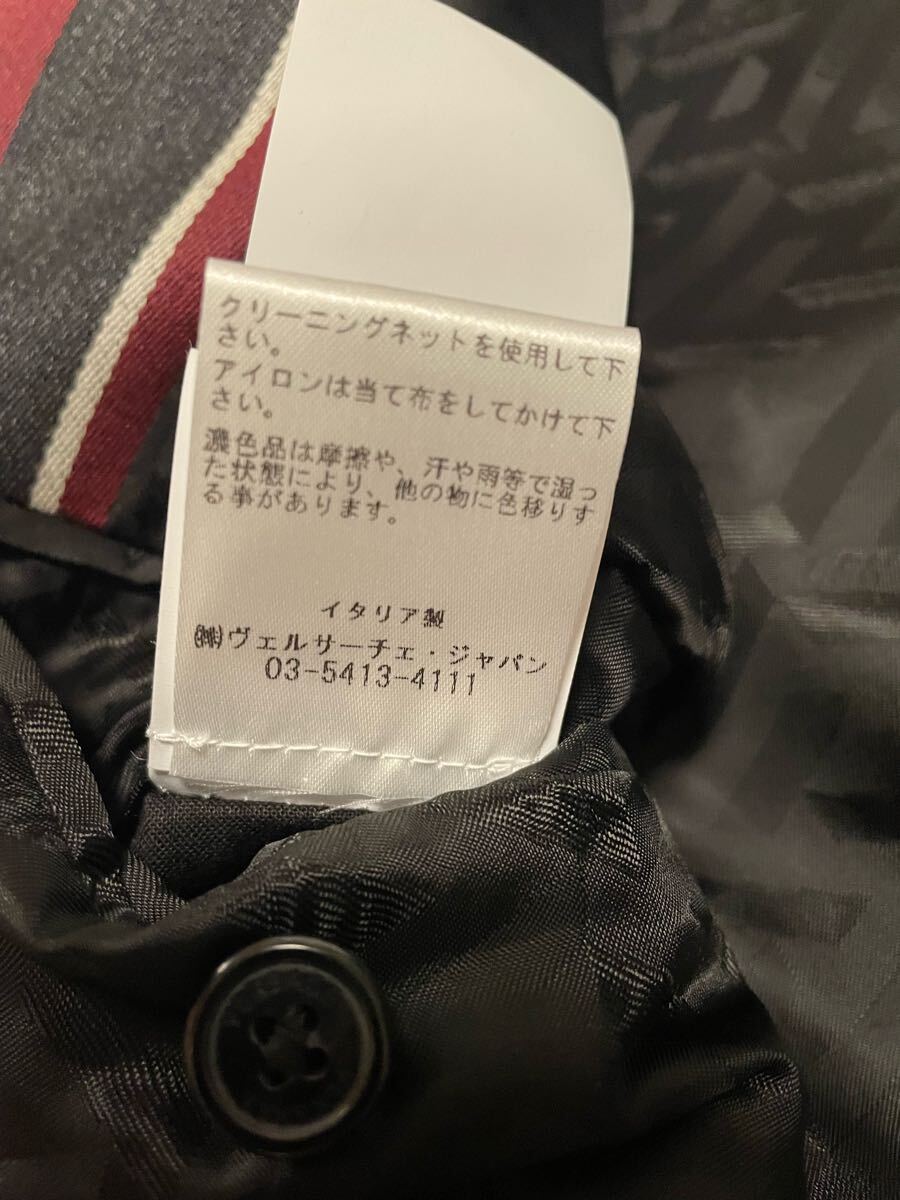 クリーニングネットを使用して下
さい。
アイロンは当て布をしてかけて下
さい。
濃色品は摩擦や、汗や雨等で湿っ
た状態により、他の物に色移りす
る事があります。
イタリア製
㈱ヴェルサーチェ・ジャパン
03-5413-4111